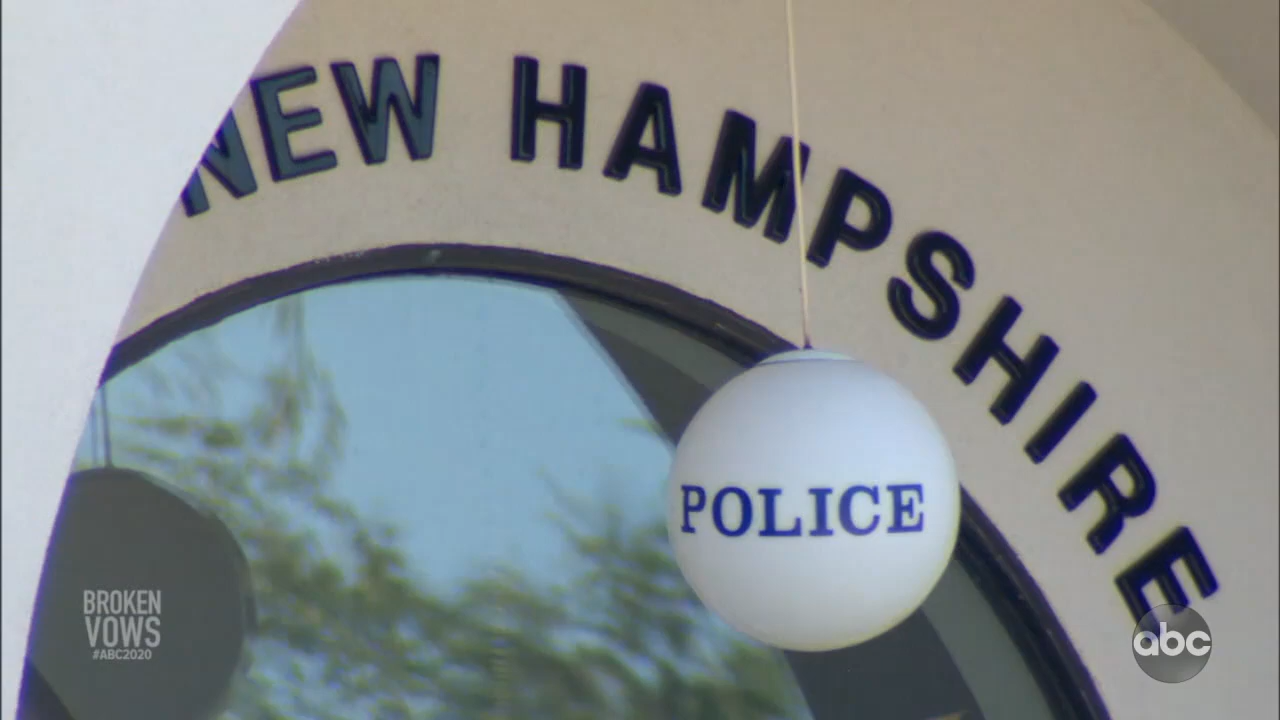 NEW HAMPSHIRE
POLICE
BROKEN
VOWS
#ABC2020
abc